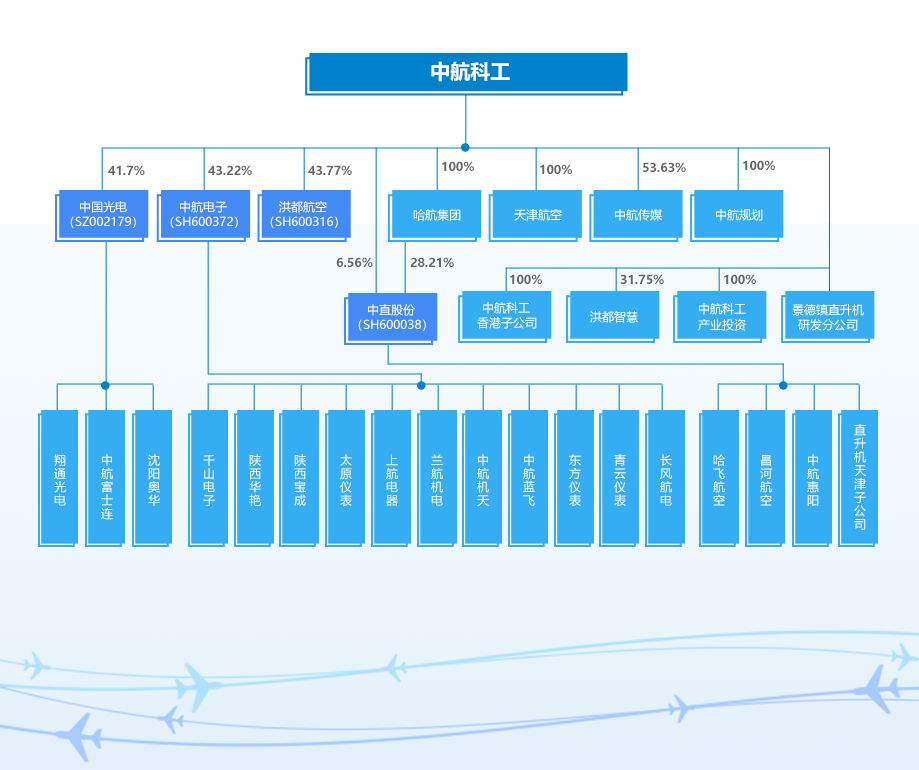 中航科工
41.7%
43.22%
43.77%
100%
100%
53.63%
100%
中国光电
（SZ002179）
中航电子
（SH600372）
洪都航空
（SH600316）
哈航集团
天津航空
中航传媒
中航规划
6.56%
28.21%
100%
31.75%
100%
中直股份
（SH600038）
中航科工
香港子公司
洪都智慧
中航科工
产业投资
景德镇直升机
研发分公司
翔通光电
中航富士连
沈阳奥华
千山电子
陕西华艳
陕西宝成
太原仪表
上航电器
兰航机电
中航机天
中航蓝飞
东方仪表
青云仪表
长风航电
哈飞航空
昌河航空
中航惠阳
直升机天津子公司